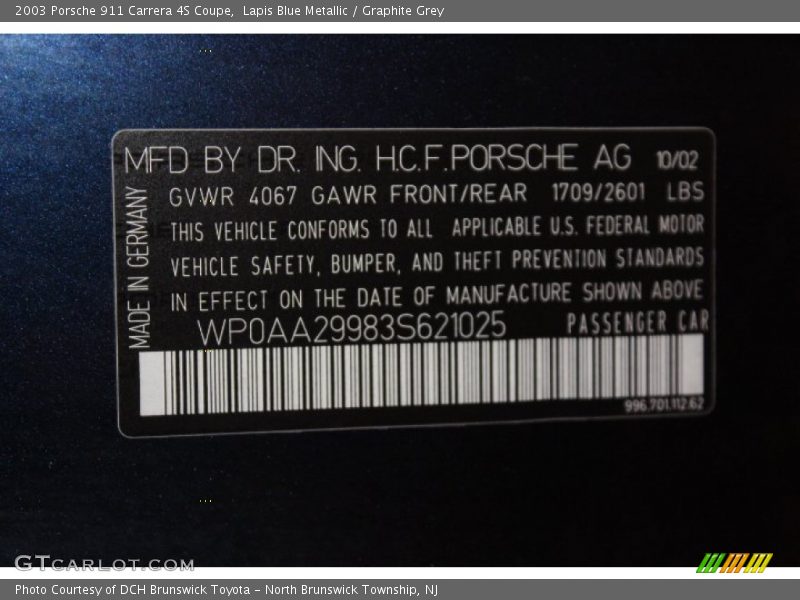 2003 Porsche 911 Carrera 4S Coupe,  Lapis Blue Metallic / Graphite Grey
MFD BY DR. ING. H.C.F.PORSCHE AG 10/02
GVWR 4067 GAWR FRONT/REAR 1709/2601 LBS
THIS VEHICLE CONFORMS TO ALL APPLICABLE U.S. FEDERAL MOTOR
VEHICLE SAFETY, BUMPER, AND THEFT PREVENTION STANDARDS
IN EFFECT ON THE DATE OF MANUFACTURE SHOWN ABOVE
MADE IN GERMANY
WP0AA29983S621025 PASSENGER CAR
996.701.112.62
GTCARLOT.COM
Photo Courtesy of DCH Brunswick Toyota - North Brunswick Township, NJ